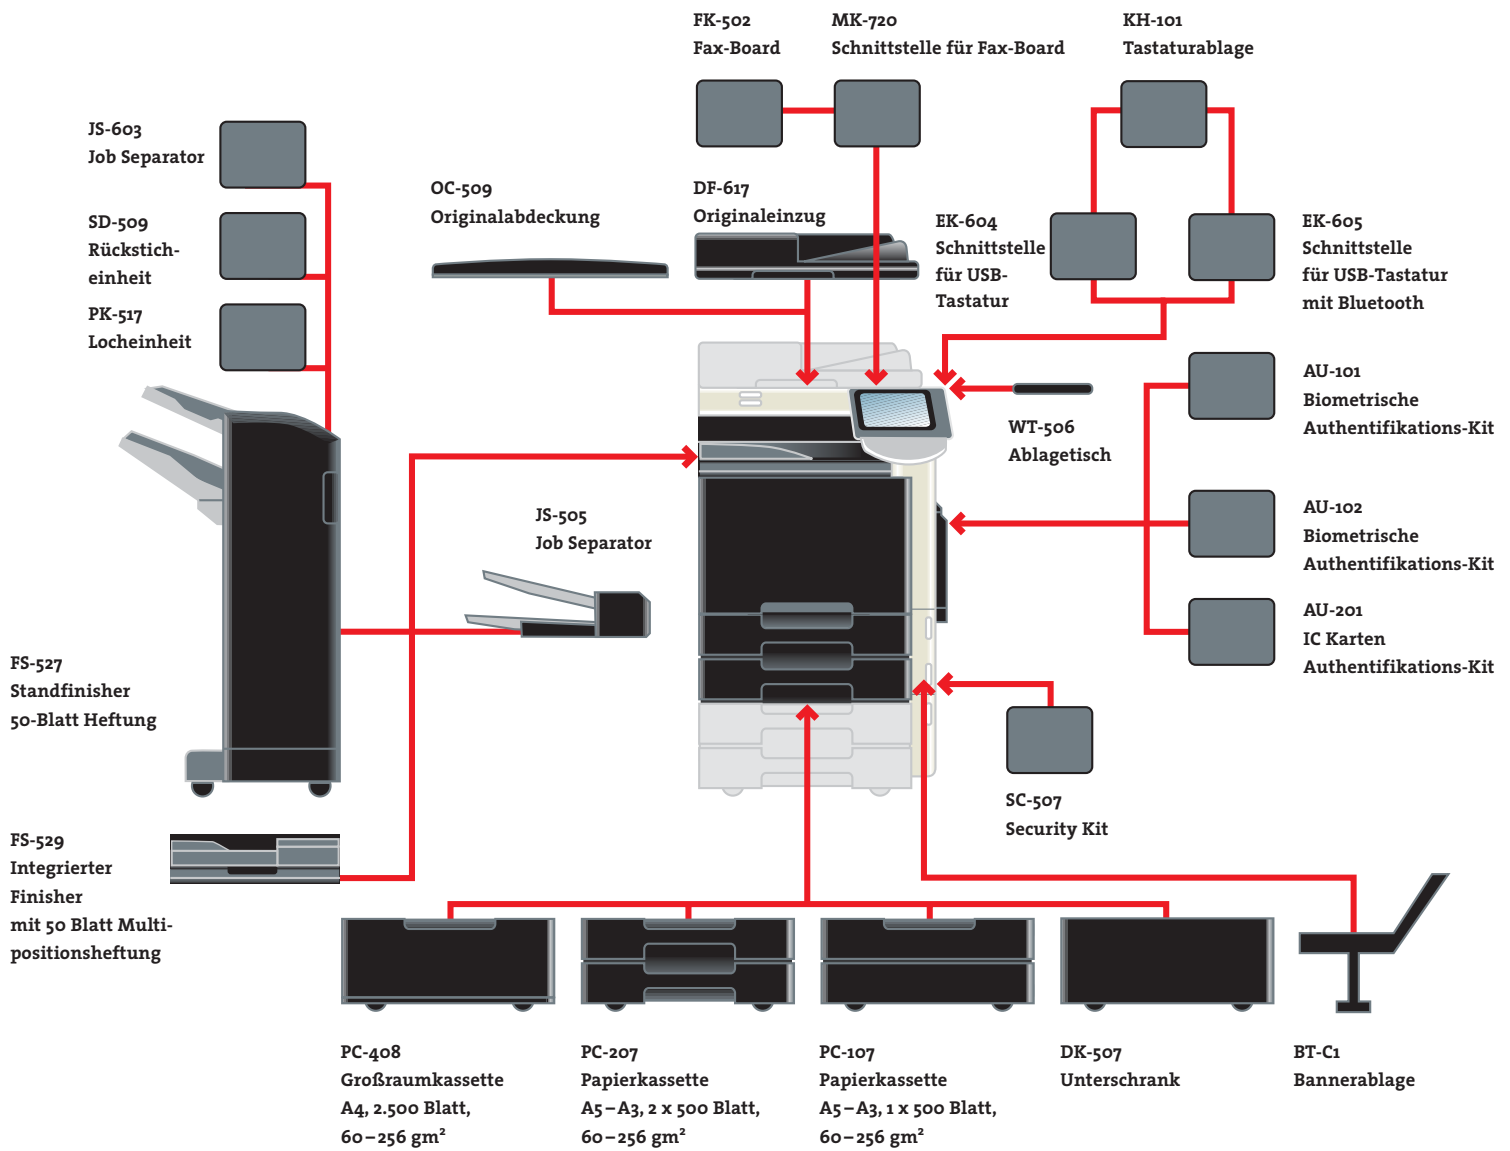 FK-502
Fax-Board
MK-720
Schnittstelle für Fax-Board
KH-101
Tastaturablage
JS-603
Job Separator
SD-509
Rückstich-
einheit
PK-517
Locheinheit
OC-509
Originalabdeckung
DF-617
Originaleinzug
EK-604
Schnittstelle
für USB-
Tastatur
EK-605
Schnittstelle
für USB-Tastatur
mit Bluetooth
AU-101
Biometrische
Authentifikations-Kit
WT-506
Ablagetisch
AU-102
Biometrische
Authentifikations-Kit
JS-505
Job Separator
AU-201
IC Karten
Authentifikations-Kit
FS-527
Standfinisher
50-Blatt Heftung
SC-507
Security Kit
FS-529
Integrierter
Finisher
mit 50 Blatt Multi-
positionsheftung
PC-408
Großraumkassette
A4, 2.500 Blatt,
60–256 gm²
PC-207
Papierkassette
A5–A3, 2 x 500 Blatt,
60–256 gm²
PC-107
Papierkassette
A5–A3, 1 x 500 Blatt,
60–256 gm²
DK-507
Unterschrank
BT-C1
Bannerablage